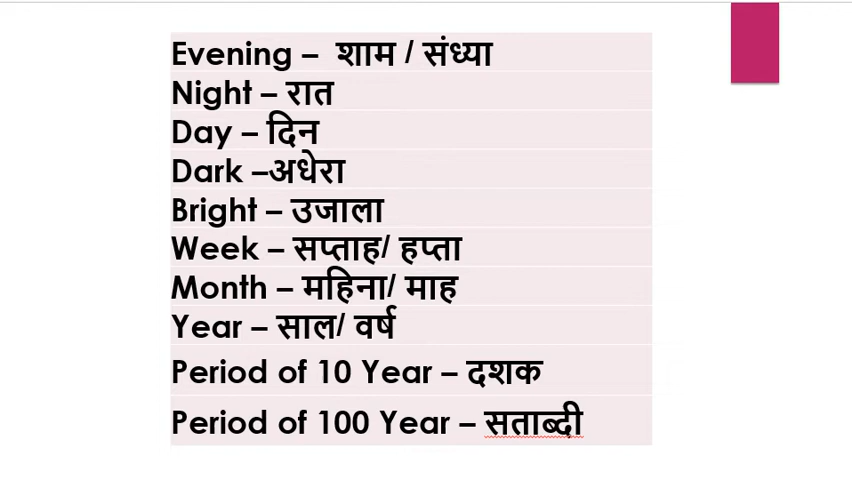 Evening – शाम / संध्या
Night – रात
Day – दिन
Dark –अधेरा
Bright – उजाला
Week – सप्ताह/ हप्ता
Month – महिना/ माह
Year – साल/ वर्ष
Period of 10 Year – दशक
Period of 100 Year – सताब्दी